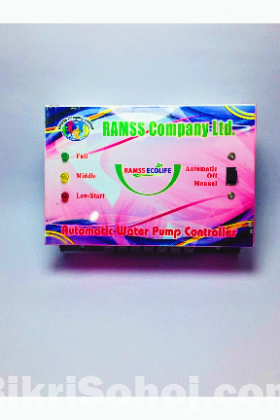 RAMSS Company Ltd.
Full
Middle
Low-Start
RAMSS ECOLIFE
Automatic
Off
Manual
Automatic Water Pump Controller
BikriSohoj.com